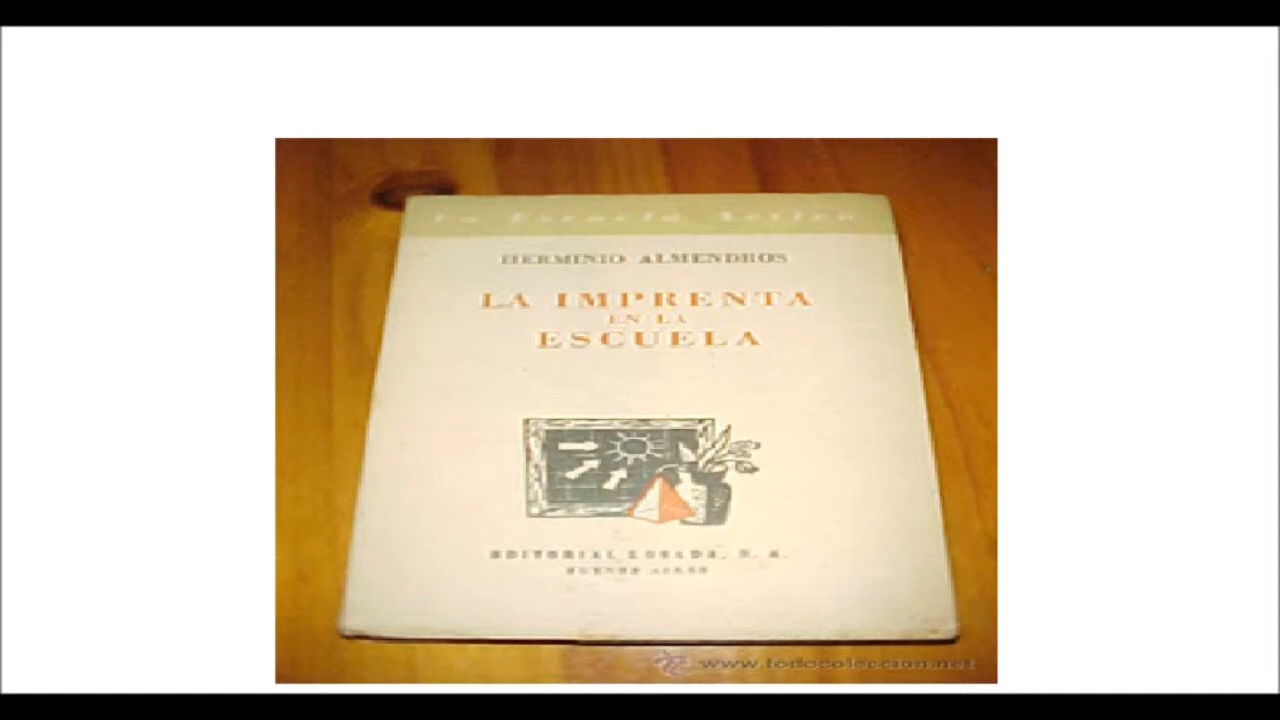 La Escuela Activa
HERMINIO ALMENDROS
LA IMPRENTA
EN LA
ESCUELA
EDITORIAL LOSADA, S. A.
BUENOS AIRES
www.todocoleccion.net